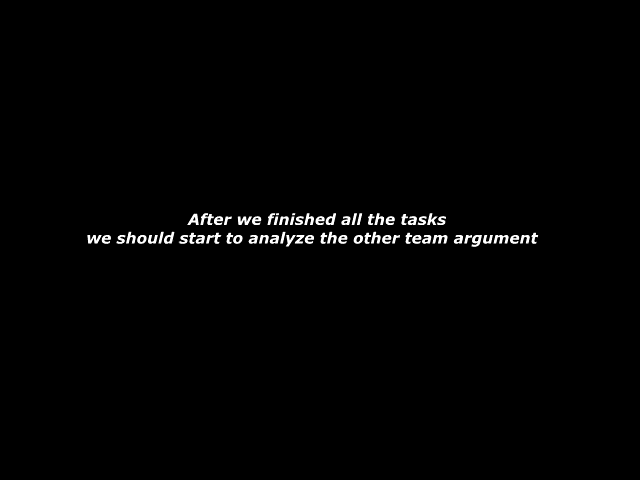 After we finished all the tasks
we should start to analyze the other team argument